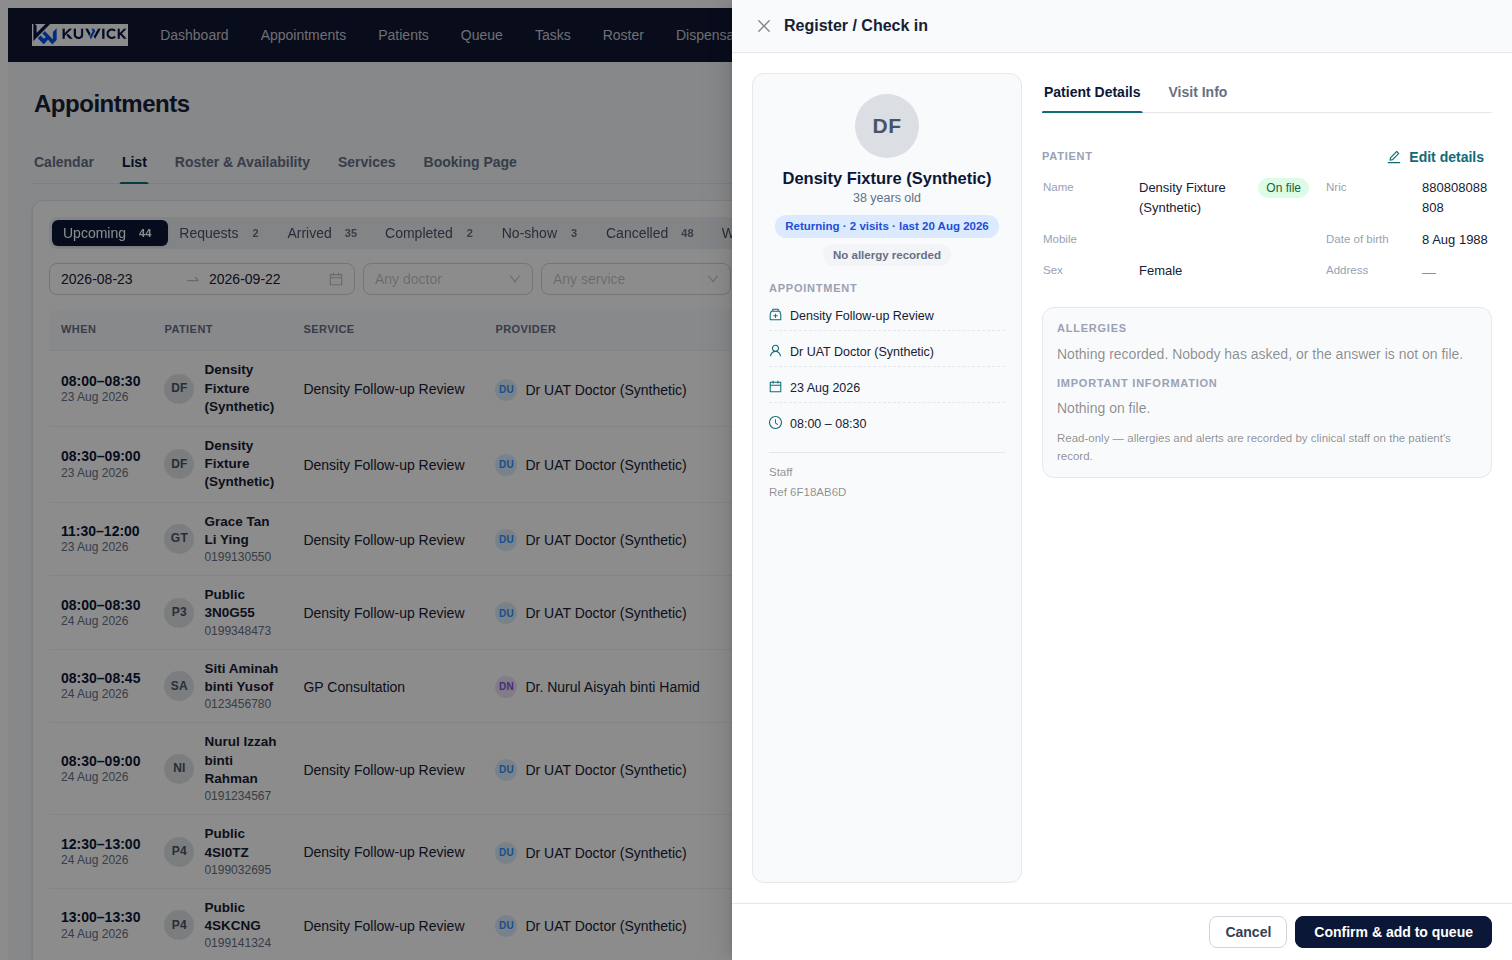 KUVVICK
Dashboard
Appointments
Patients
Queue
Tasks
Roster
Appointments
Calendar
List
Roster & Availability
Services
Booking Page
Upcoming 44
Requests 2
Arrived 35
Completed 2
No-show 3
Cancelled 48
2026-08-23
2026-09-22
Any doctor
Any service
WHEN
PATIENT
SERVICE
PROVIDER
08:00–08:30
23 Aug 2026
DF
Density
Fixture
(Synthetic)
Density Follow-up Review
DU
Dr UAT Doctor (Synthetic)
08:30–09:00
23 Aug 2026
DF
Density
Fixture
(Synthetic)
Density Follow-up Review
DU
Dr UAT Doctor (Synthetic)
11:30–12:00
23 Aug 2026
GT
Grace Tan
Li Ying
0199130550
Density Follow-up Review
DU
Dr UAT Doctor (Synthetic)
08:00–08:30
24 Aug 2026
P3
Public
3N0G55
0199348473
Density Follow-up Review
DU
Dr UAT Doctor (Synthetic)
08:30–08:45
24 Aug 2026
SA
Siti Aminah
binti Yusof
0123456780
GP Consultation
DN
Dr. Nurul Aisyah binti Hamid
08:30–09:00
24 Aug 2026
NI
Nurul Izzah
binti
Rahman
0191234567
Density Follow-up Review
DU
Dr UAT Doctor (Synthetic)
12:30–13:00
24 Aug 2026
P4
Public
4SI0TZ
0199032695
Density Follow-up Review
DU
Dr UAT Doctor (Synthetic)
13:00–13:30
24 Aug 2026
P4
Public
4SKCNG
0199141324
Density Follow-up Review
DU
Dr UAT Doctor (Synthetic)
Register / Check in
DF
Density Fixture (Synthetic)
38 years old
Returning · 2 visits · last 20 Aug 2026
No allergy recorded
APPOINTMENT
Density Follow-up Review
Dr UAT Doctor (Synthetic)
23 Aug 2026
08:00 – 08:30
Staff
Ref 6F18AB6D
Patient Details
Visit Info
PATIENT
Edit details
Name
Density Fixture
(Synthetic)
On file
Nric
880808088
808
Mobile
Date of birth
8 Aug 1988
Sex
Female
Address
—
ALLERGIES
Nothing recorded. Nobody has asked, or the answer is not on file.
IMPORTANT INFORMATION
Nothing on file.
Read-only — allergies and alerts are recorded by clinical staff on the patient's
record.
Cancel
Confirm & add to queue